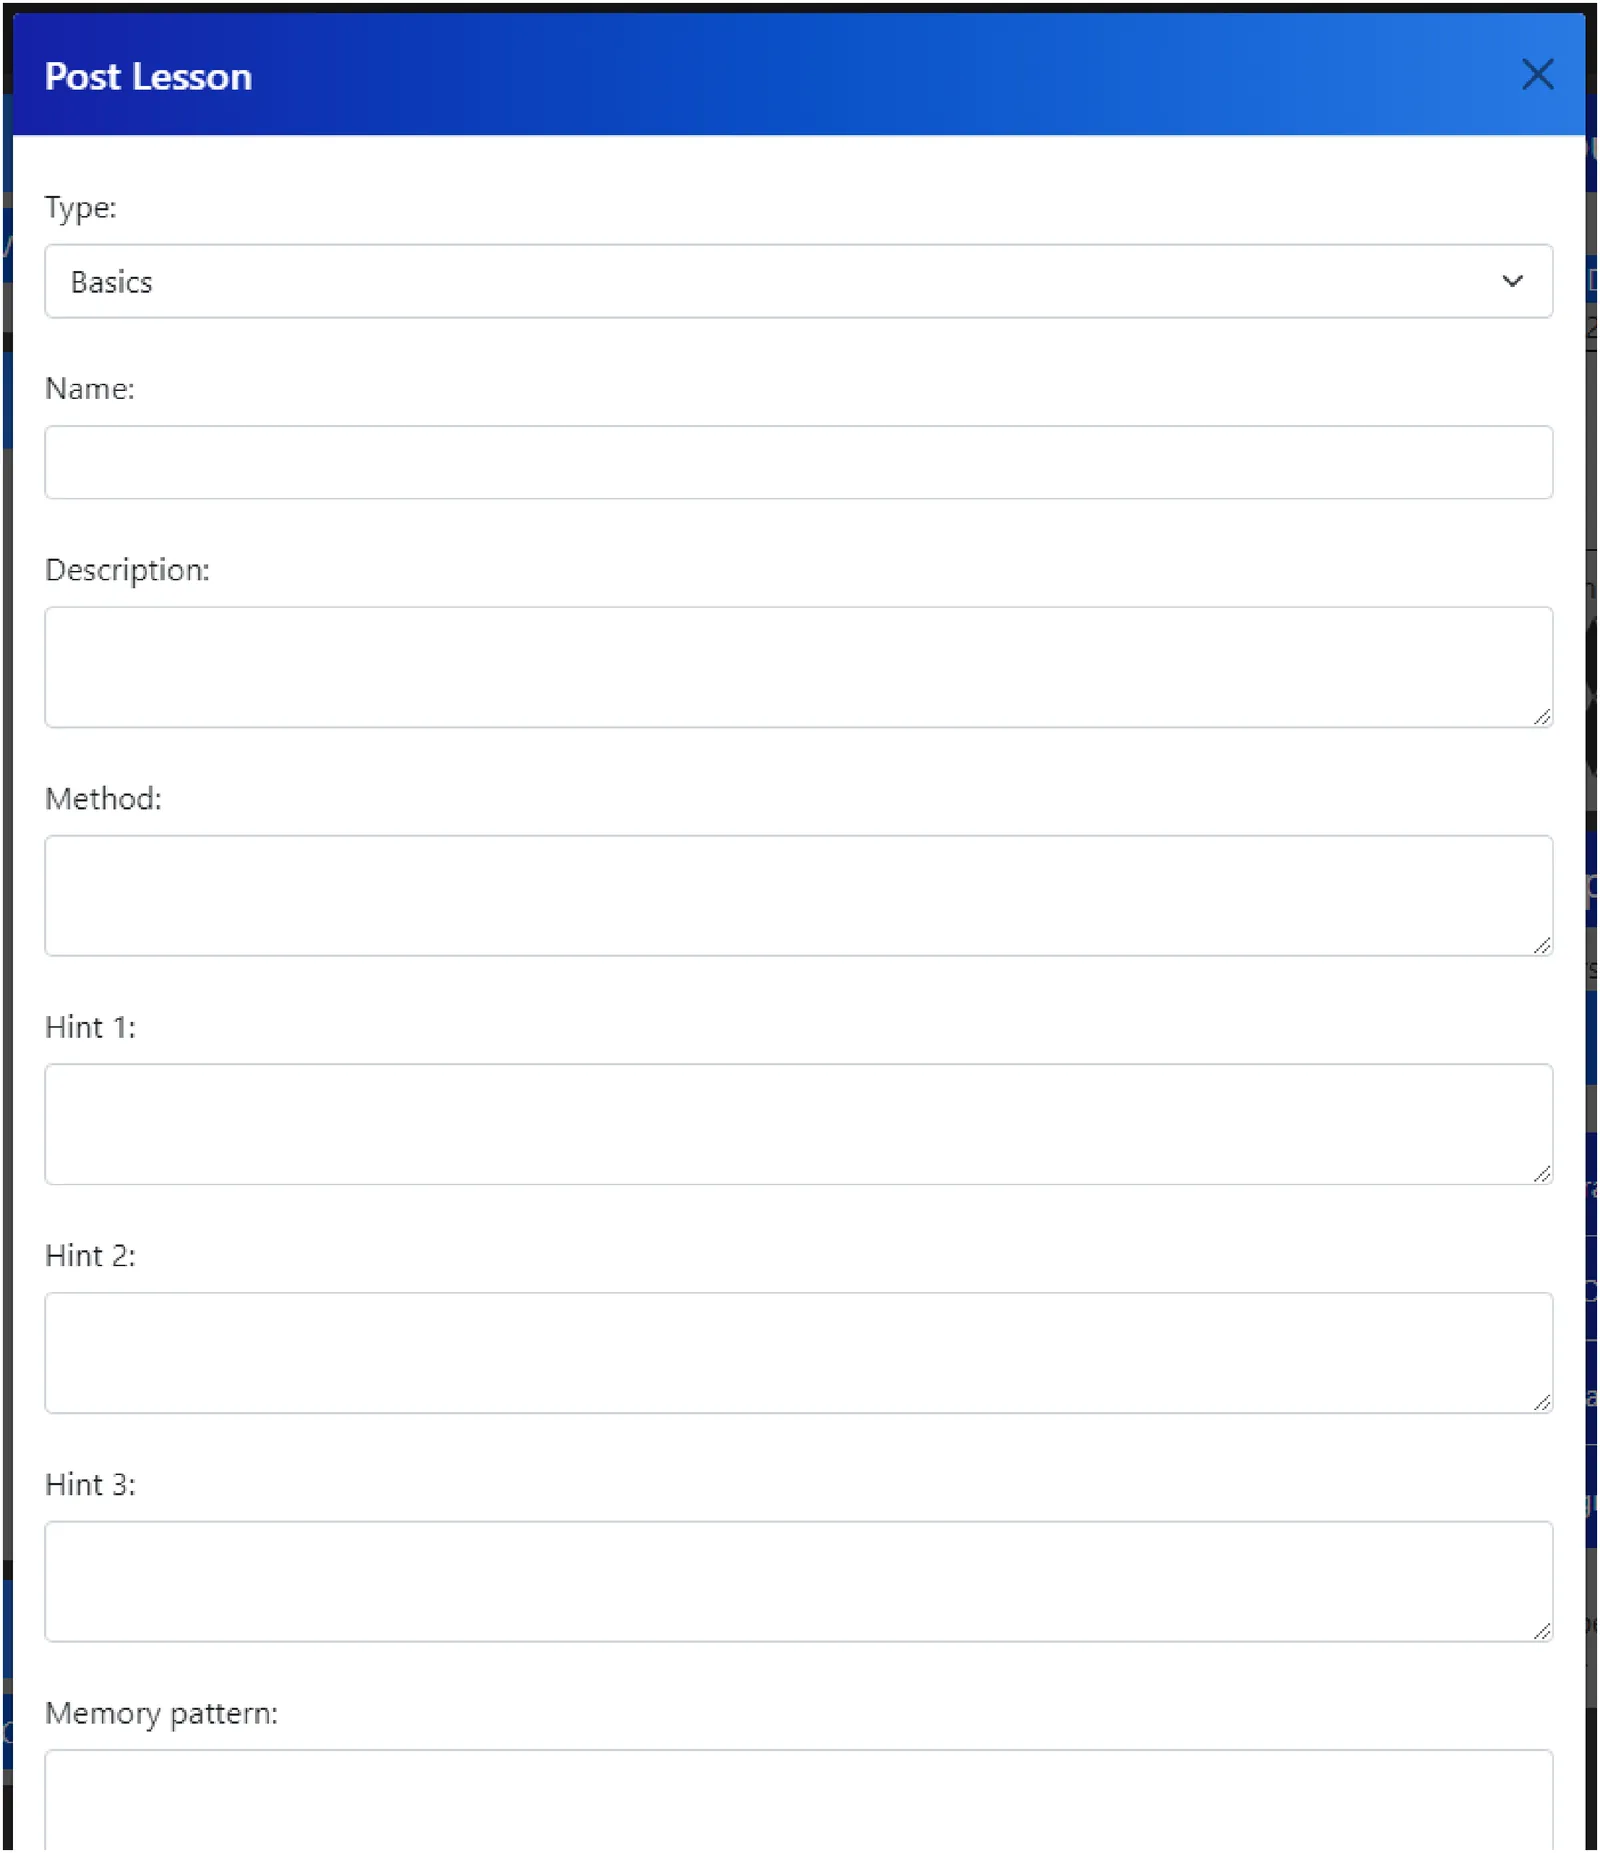 Post Lesson
Type:
Basics
Name:
Description:
Method:
Hint 1:
Hint 2:
Hint 3:
Memory pattern: